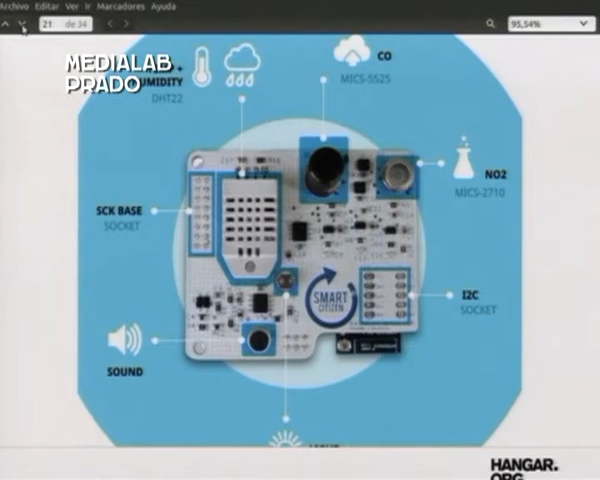 Archivo Editar Ver Ir Marcadores Ayuda
21 de 34
95,54%
MEDIALAB
PRADO
UMIDITY
DHT22
CO
MICS-5525
NO2
MICS-2710
SCK BASE
SOCKET
SMART
CITIZEN
I2C
SOCKET
SOUND
HANGAR.
ORG